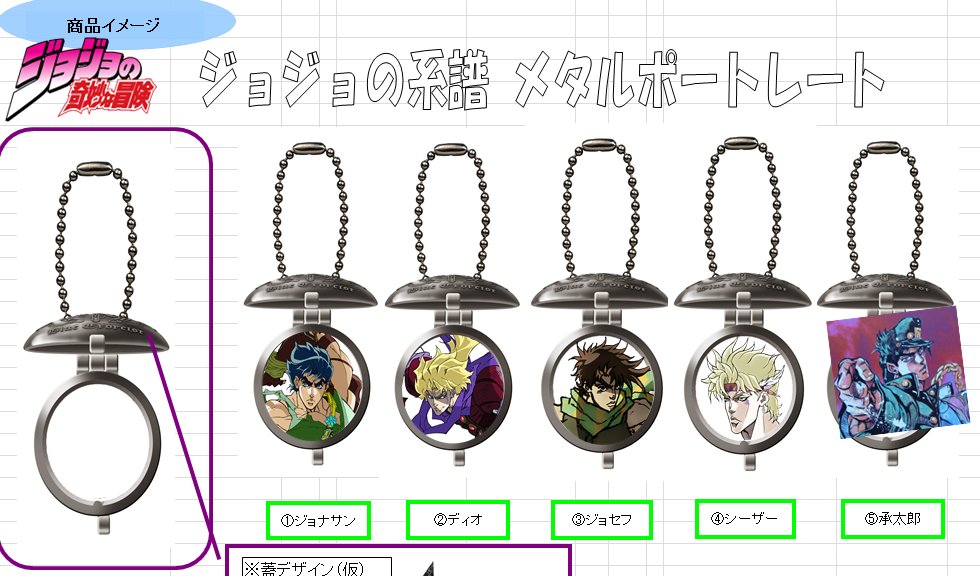 商品イメージ
ジョジョの
奇妙な冒険
ジョジョの系譜 メタルポートレート
①ジョナサン
②ディオ
③ジョセフ
④シーザー
⑤承太郎
※蓋デザイン(仮)